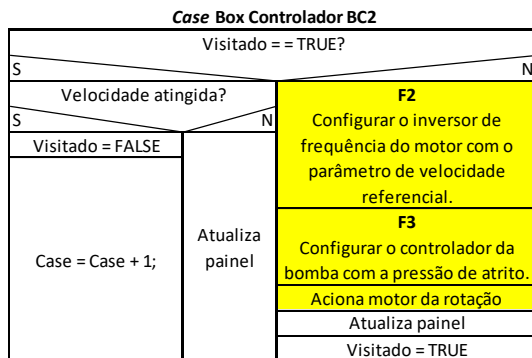 Case Box Controlador BC2
Visitado = = TRUE?
S
N
Velocidade atingida?
S
N
Visitado = FALSE
Case = Case + 1;
Atualiza
painel
F2
Configurar o inversor de
frequência do motor com o
parâmetro de velocidade
referencial.
F3
Configurar o controlador da
bomba com a pressão de atrito.
Aciona motor da rotação
Atualiza painel
Visitado = TRUE